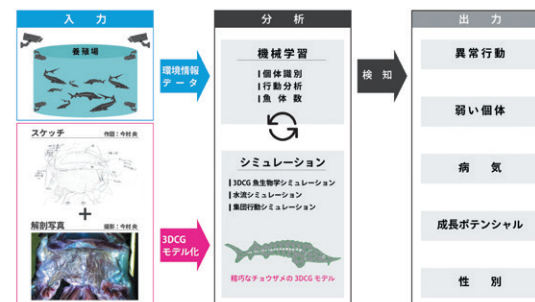 入 力
養殖場
スケッチ
作図：今村 央
+
解剖写真
撮影：今村 央
環境情報
データ
3DCG
モデル化
分 析
機械学習
個体識別
行動分析
魚体数
シミュレーション
3DCG 魚生物学シミュレーション
水流シミュレーション
集団行動シミュレーション
精巧なチョウザメの3DCG モデル
検 知
出 力
異常行動
弱い個体
病 気
成長ポテンシャル
性 別